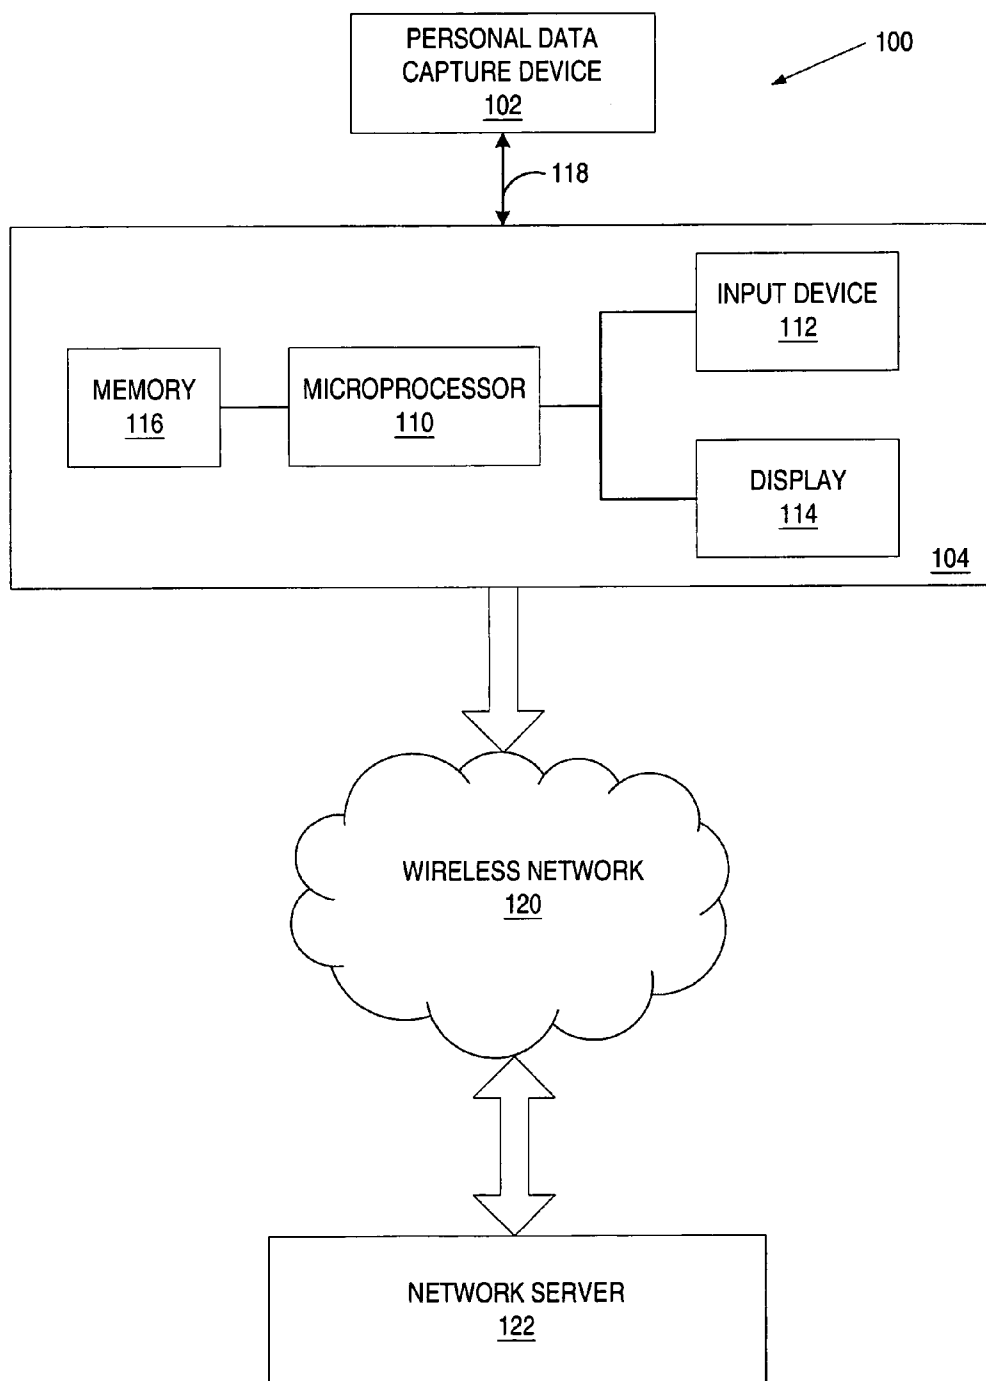 PERSONAL DATA
CAPTURE DEVICE
102
100
118
INPUT DEVICE
112
MEMORY
116
MICROPROCESSOR
110
DISPLAY
114
104
WIRELESS NETWORK
120
NETWORK SERVER
122